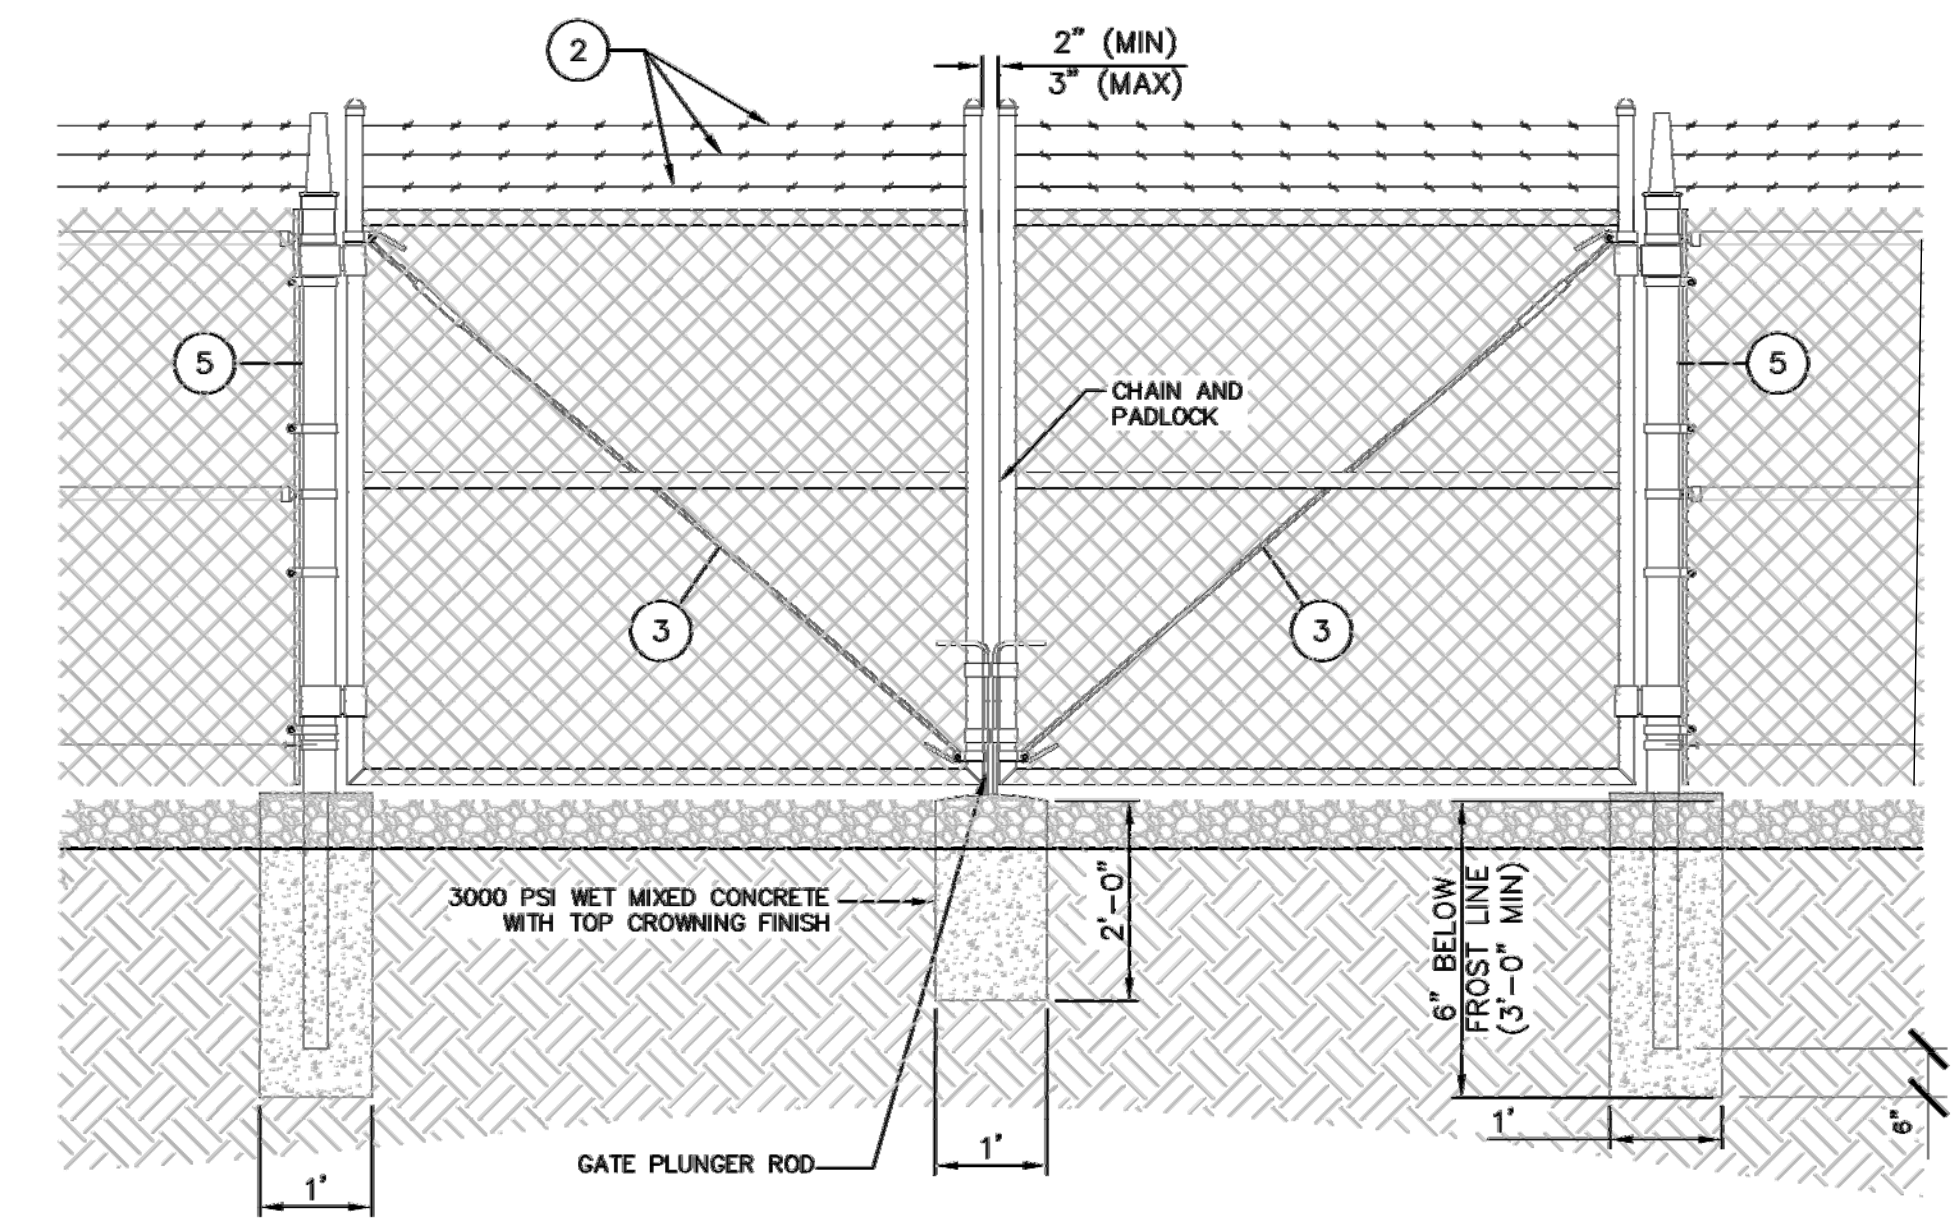 2
2" (MIN)
3" (MAX)
5
5
CHAIN AND
PADLOCK
3
3
3000 PSI WET MIXED CONCRETE
WITH TOP CROWNING FINISH
2'-0"
6" BELOW
FROST LINE
(3'-0" MIN)
1'
6"
GATE PLUNGER ROD
1'
1'